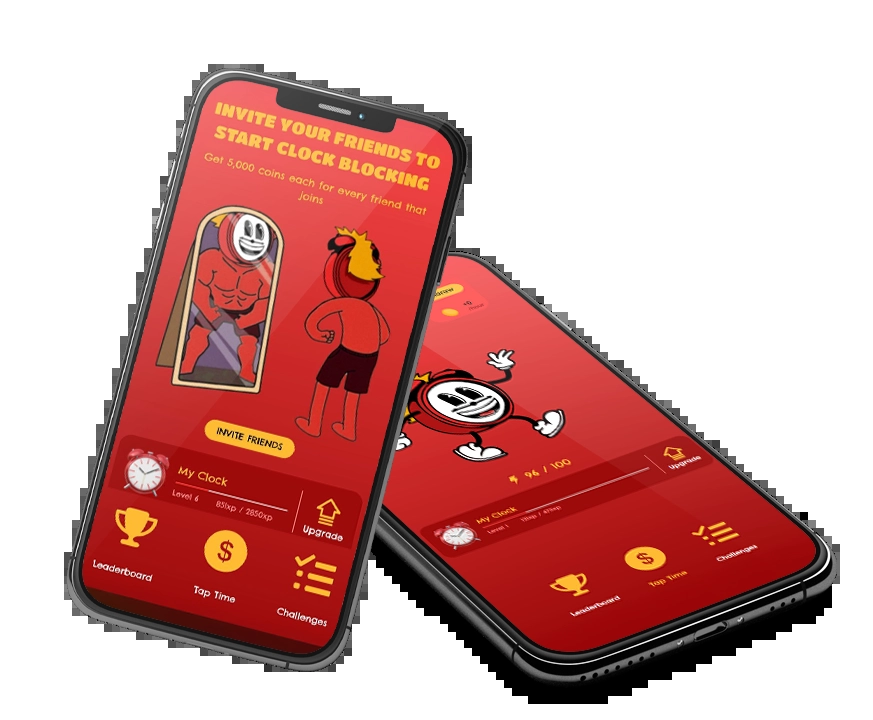 INVITE YOUR FRIENDS TO
START CLOCK BLOCKING
Get 5,000 coins each for every friend that
joins
INVITE FRIENDS
My Clock
Level 6
851xp / 2850xp
Upgrade
Leaderboard
$
Tap Time
Challenges
96 / 100
My Clock
Level 1
Upgrade
Leaderboard
$
Tap Time
Challenges